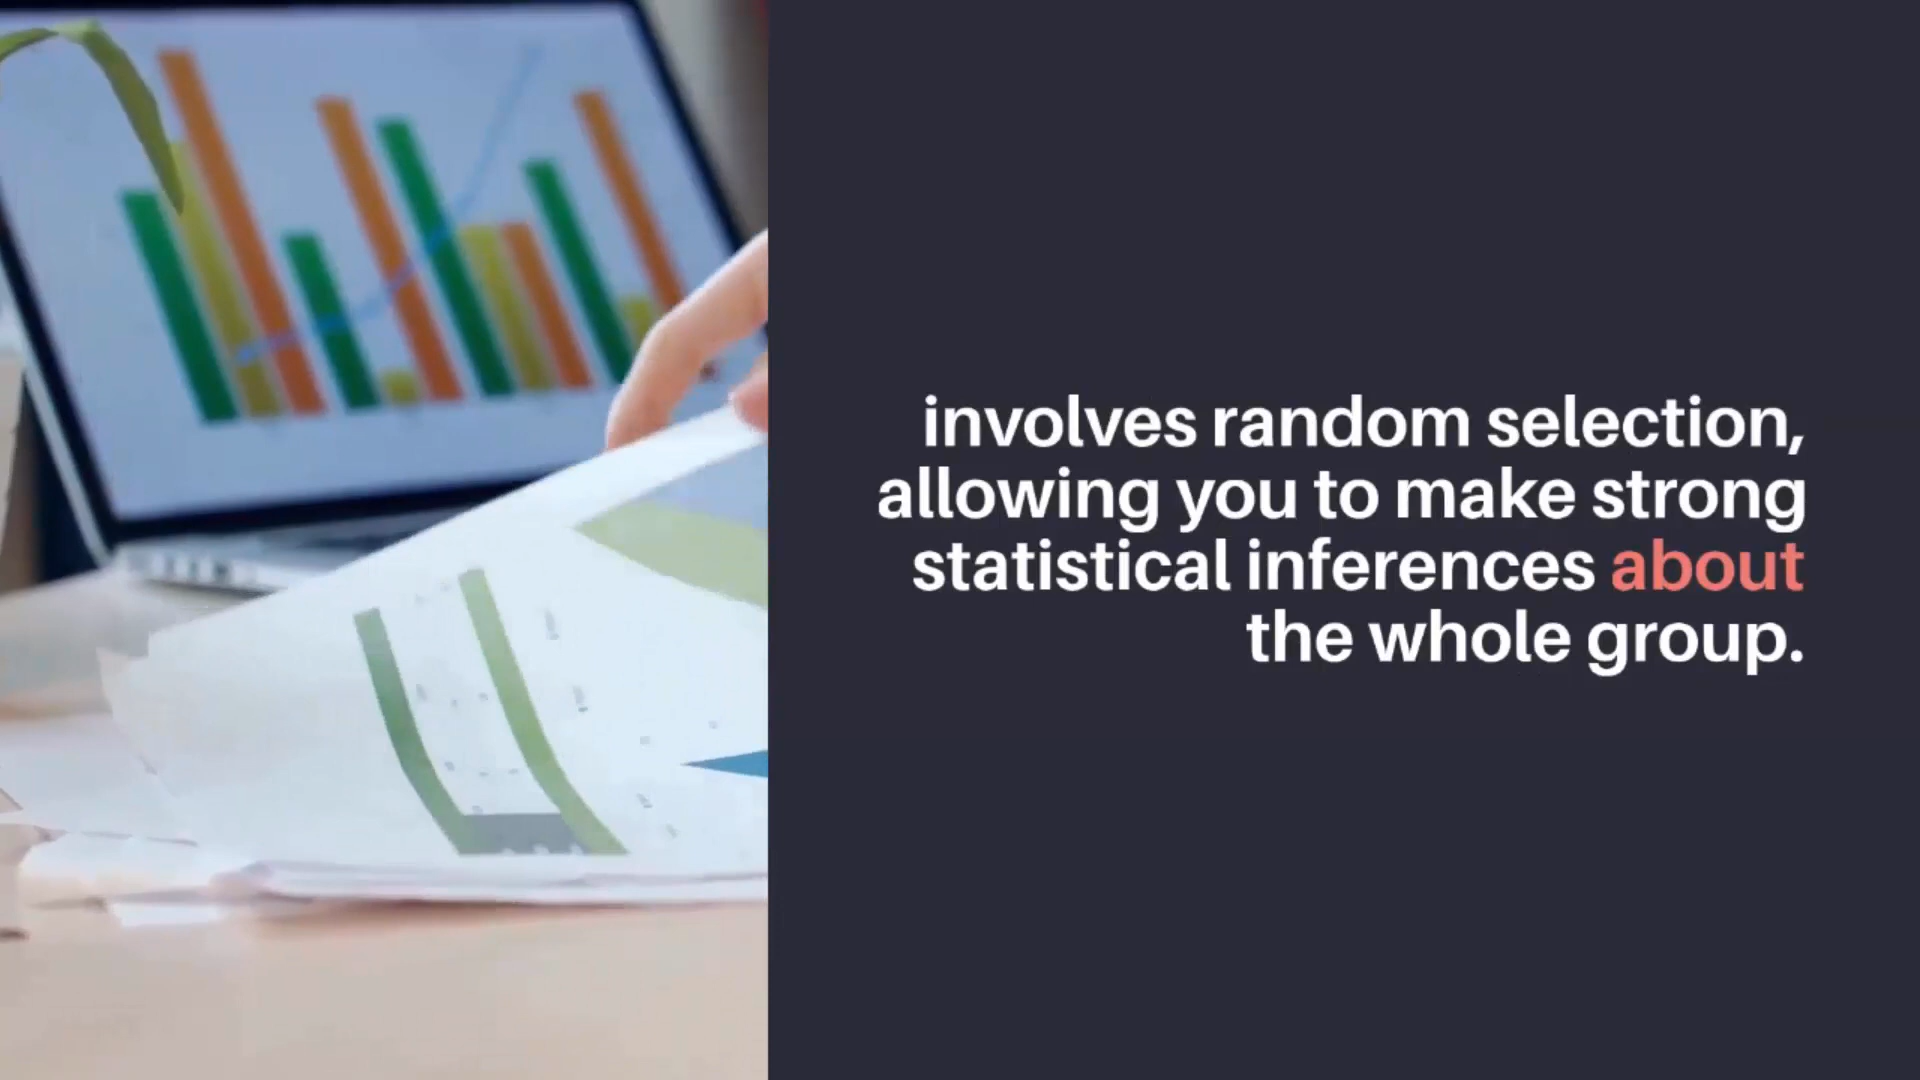 involves random selection,
allowing you to make strong
statistical inferences about
the whole group.